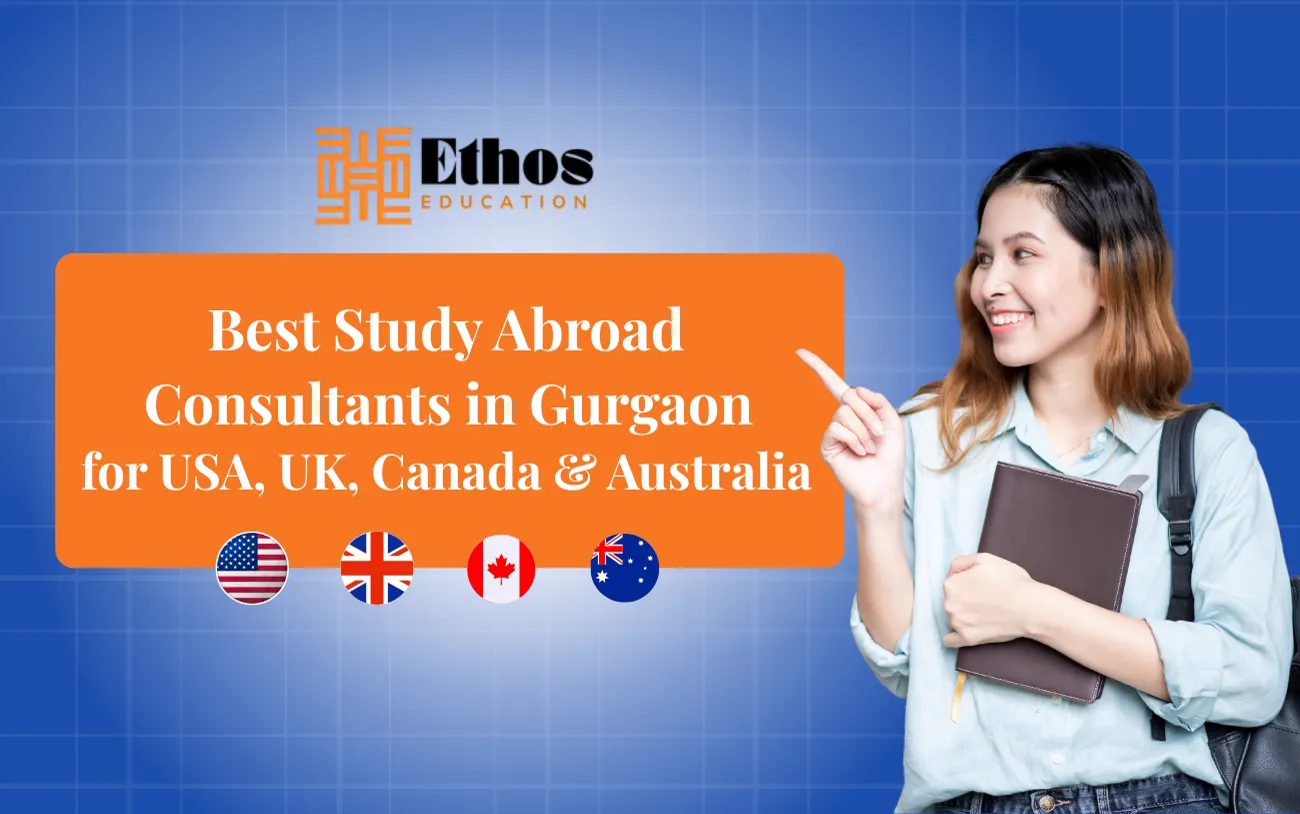 Ethos
EDUCATION
Best Study Abroad
Consultants in Gurgaon
for USA, UK, Canada & Australia